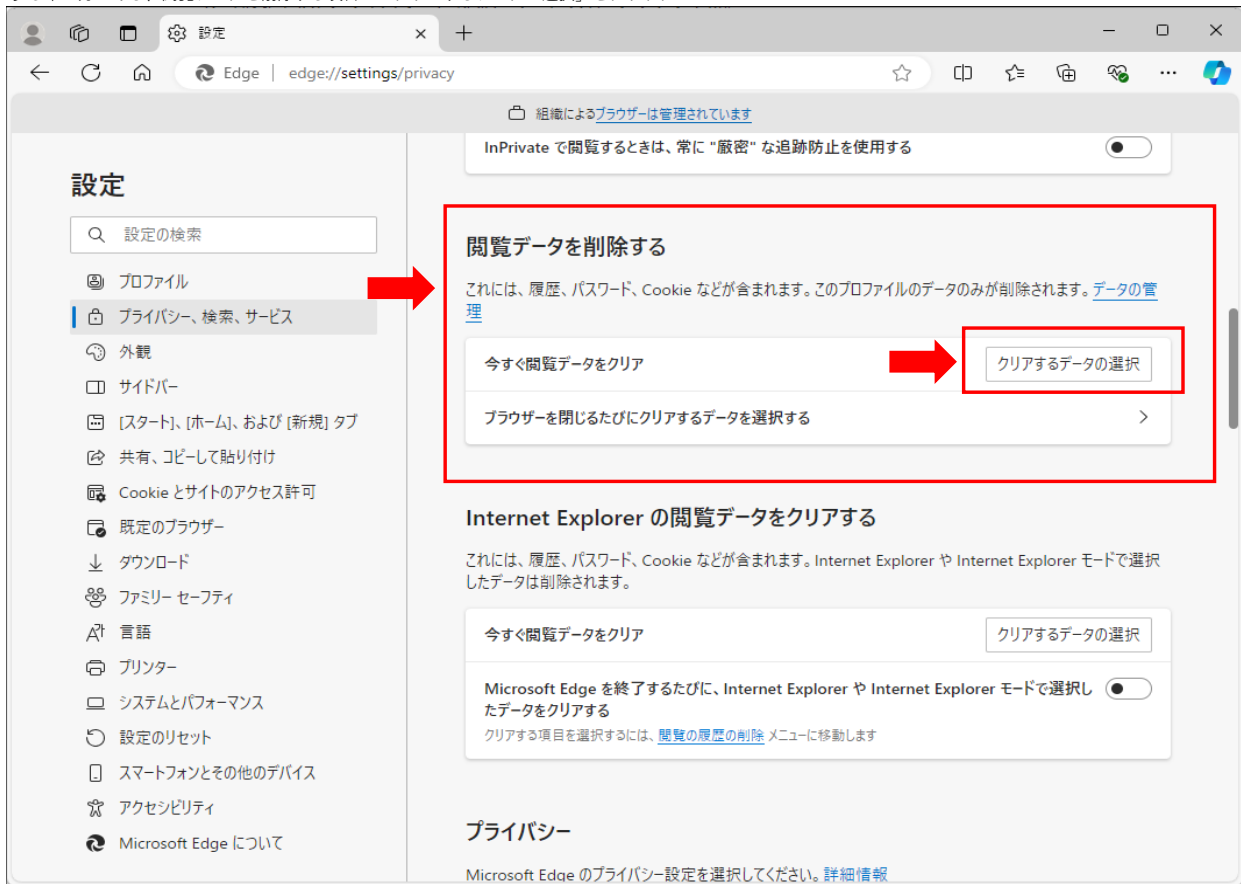 設定
Edge | edge://settings/privacy
組織によるブラウザーは管理されています
設定
設定の検索
プロファイル
プライバシー、検索、サービス
外観
サイドバー
[スタート]、[ホーム]、および [新規] タブ
共有、コピーして貼り付け
Cookie とサイトのアクセス許可
既定のブラウザー
ダウンロード
ファミリー セーフティ
言語
プリンター
システムとパフォーマンス
設定のリセット
スマートフォンとその他のデバイス
アクセシビリティ
Microsoft Edge について
InPrivate で閲覧するときは、常に "厳密" な追跡防止を使用する
閲覧データを削除する
これには、履歴、パスワード、Cookie などが含まれます。このプロファイルのデータのみが削除されます。データの管
理
今すぐ閲覧データをクリア
クリアするデータの選択
ブラウザーを閉じるたびにクリアするデータを選択する
Internet Explorer の閲覧データをクリアする
これには、履歴、パスワード、Cookie などが含まれます。Internet Explorer や Internet Explorer モードで選択
したデータは削除されます。
今すぐ閲覧データをクリア
クリアするデータの選択
Microsoft Edge を終了するたびに、Internet Explorer や Internet Explorer モードで選択し
たデータをクリアする
クリアする項目を選択するには、閲覧の履歴の削除 メニューに移動します
プライバシー
Microsoft Edge のプライバシー設定を選択してください。詳細情報